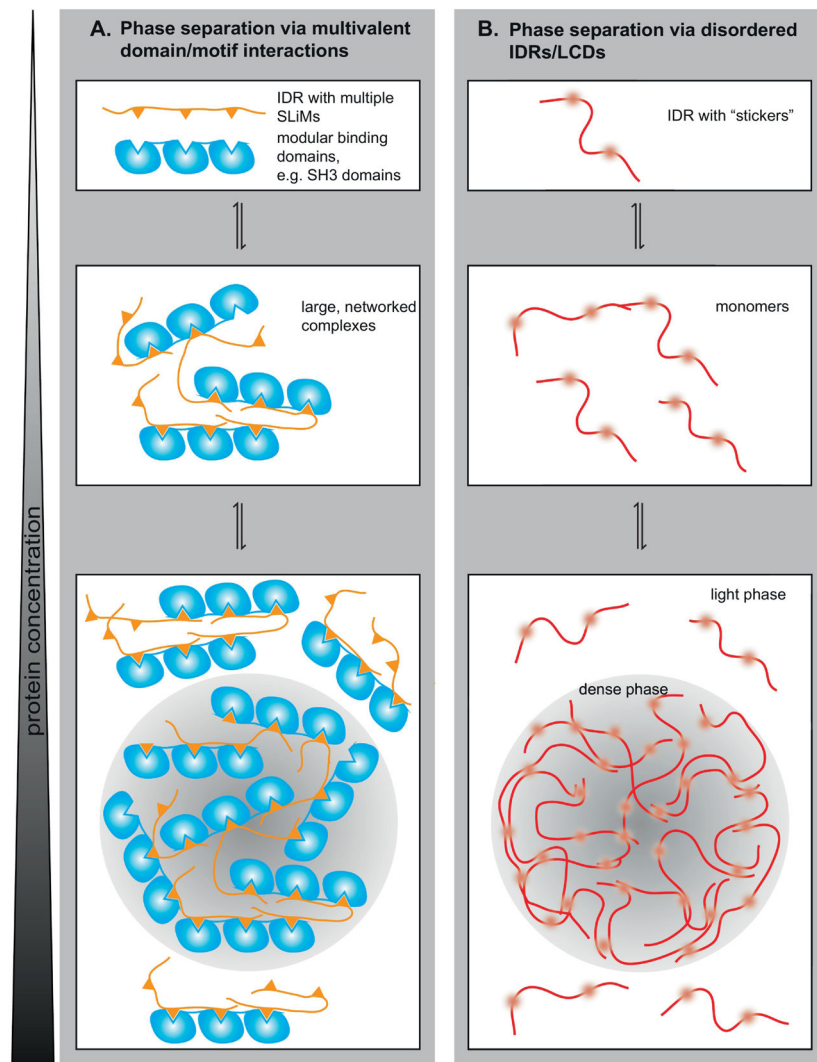 A. Phase separation via multivalent
domain/motif interactions
IDR with multiple
SLiMs
modular binding
domains,
e.g. SH3 domains
large, networked
complexes
protein concentration
B. Phase separation via disordered
IDRs/LCDs
IDR with “stickers”
monomers
light phase
dense phase